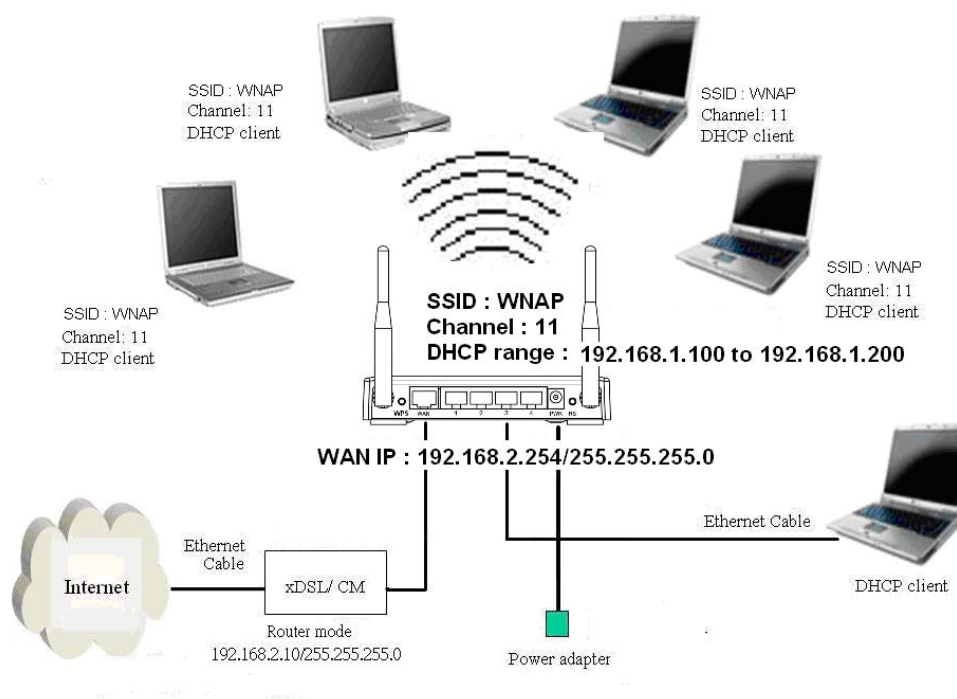 SSID : WNAP
Channel: 11
DHCP client
SSID : WNAP
Channel: 11
DHCP client
SSID : WNAP
Channel: 11
DHCP client
SSID : WNAP
Channel: 11
DHCP client
SSID : WNAP
Channel : 11
DHCP range : 192.168.1.100 to 192.168.1.200
WPS WAN 1 2 3 4 PWR RS
WAN IP : 192.168.2.254/255.255.255.0
Ethernet Cable
Ethernet
Cable
Internet
xDSL/ CM
DHCP client
Router mode
192.168.2.10/255.255.255.0
Power adapter